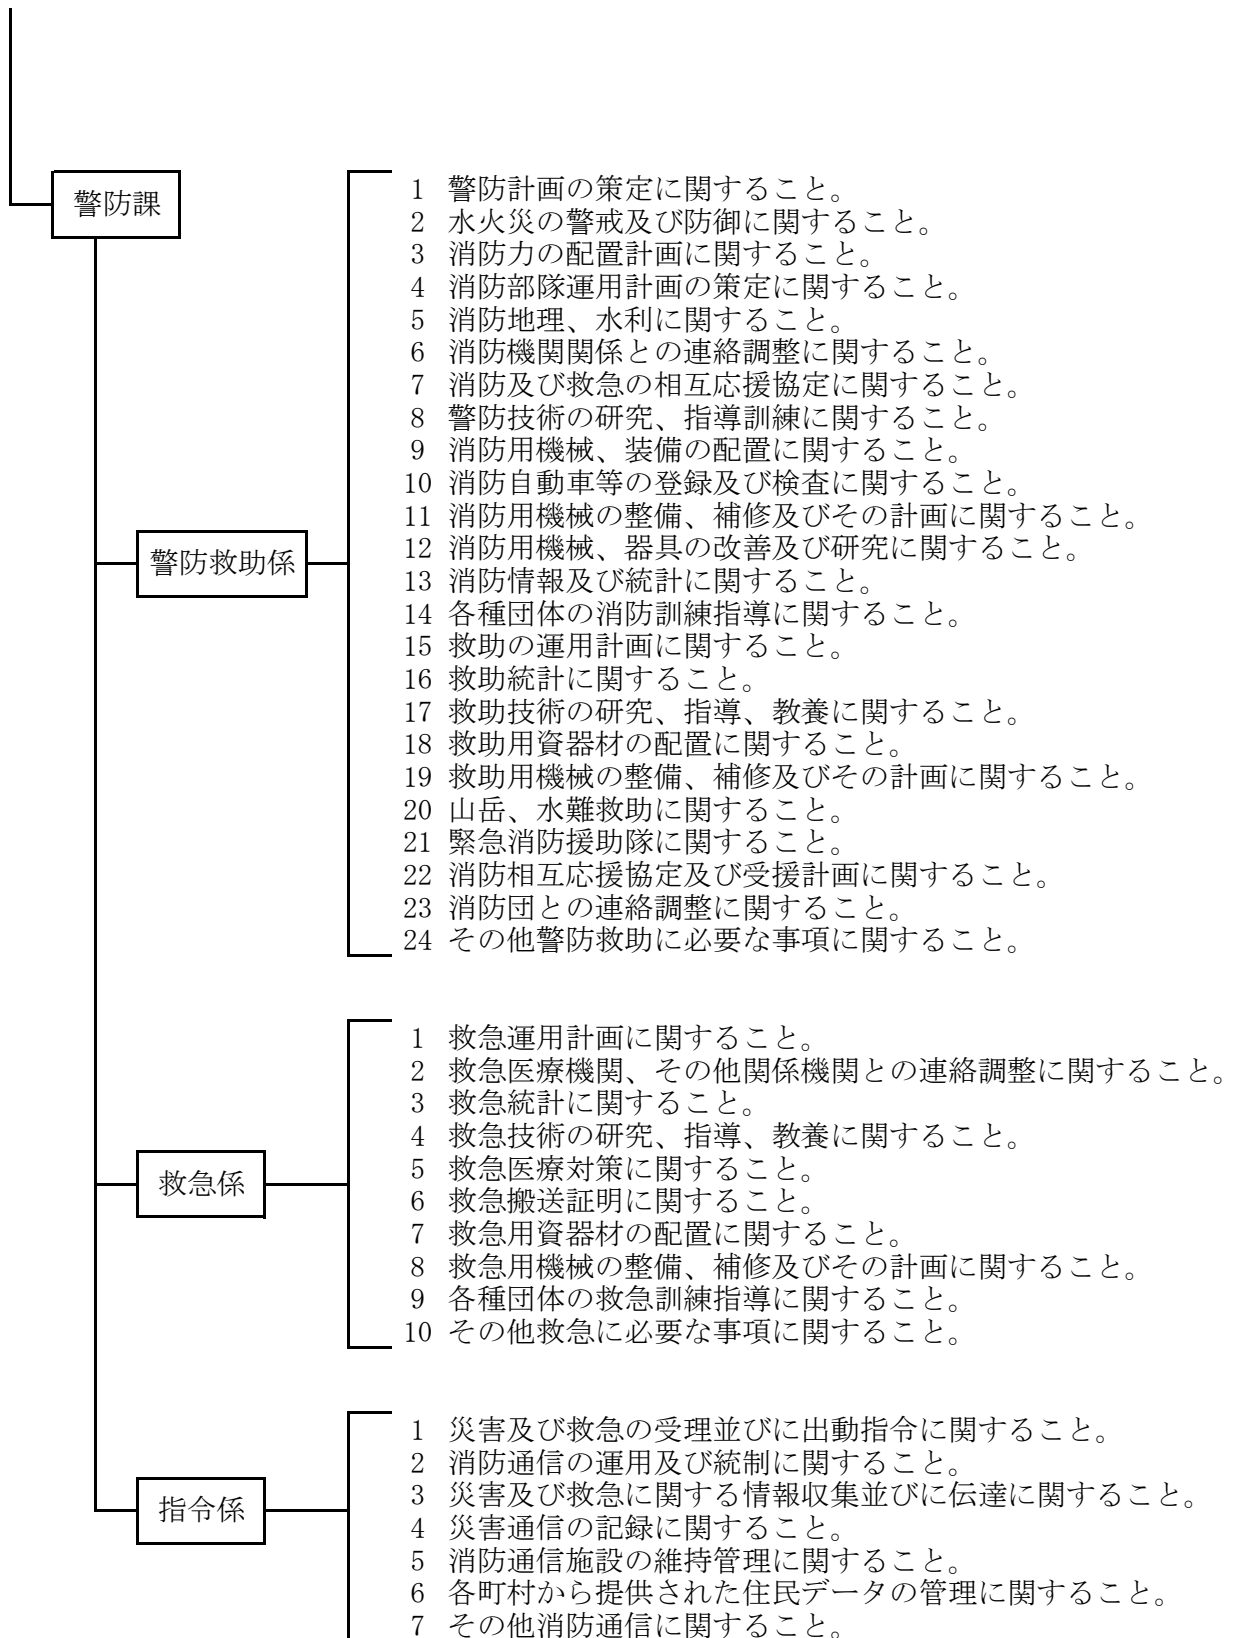 警防課
警防救助係
1 警防計画の策定に関すること。
2 水火災の警戒及び防御に関すること。
3 消防力の配置計画に関すること。
4 消防部隊運用計画の策定に関すること。
5 消防地理、水利に関すること。
6 消防機関関係との連絡調整に関すること。
7 消防及び救急の相互応援協定に関すること。
8 警防技術の研究、指導訓練に関すること。
9 消防用機械、装備の配置に関すること。
10 消防自動車等の登録及び検査に関すること。
11 消防用機械の整備、補修及びその計画に関すること。
12 消防用機械、器具の改善及び研究に関すること。
13 消防情報及び統計に関すること。
14 各種団体の消防訓練指導に関すること。
15 救助の運用計画に関すること。
16 救助統計に関すること。
17 救助技術の研究、指導、教養に関すること。
18 救助用資器材の配置に関すること。
19 救助用機械の整備、補修及びその計画に関すること。
20 山岳、水難救助に関すること。
21 緊急消防援助隊に関すること。
22 消防相互応援協定及び受援計画に関すること。
23 消防団との連絡調整に関すること。
24 その他警防救助に必要な事項に関すること。
救急係
1 救急運用計画に関すること。
2 救急医療機関、その他関係機関との連絡調整に関すること。
3 救急統計に関すること。
4 救急技術の研究、指導、教養に関すること。
5 救急医療対策に関すること。
6 救急搬送証明に関すること。
7 救急用資器材の配置に関すること。
8 救急用機械の整備、補修及びその計画に関すること。
9 各種団体の救急訓練指導に関すること。
10 その他救急に必要な事項に関すること。
指令係
1 災害及び救急の受理並びに出動指令に関すること。
2 消防通信の運用及び統制に関すること。
3 災害及び救急に関する情報収集並びに伝達に関すること。
4 災害通信の記録に関すること。
5 消防通信施設の維持管理に関すること。
6 各町村から提供された住民データの管理に関すること。
7 その他消防通信に関すること。